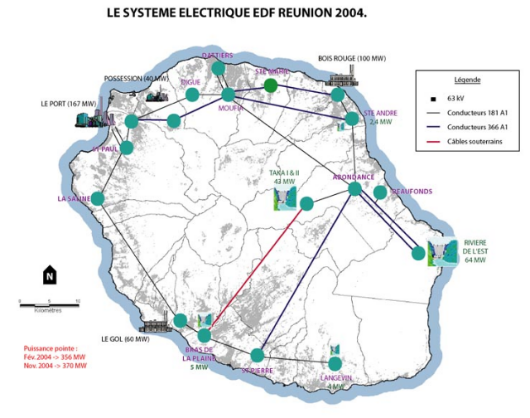 LE SYSTEME ELECTRIQUE EDF REUNION 2004.
BOIS ROUGE (100 MW)
POSSESSION (40 MW)
DIGUE
MOUFIA
LE PORT (167 MW)
ST PAUL
STE ANDRE
2.4 MW
Légende
63 kV
Conducteurs 181 A1
Conducteurs 366 A1
Câbles souterrains
TAKA I & II
43 MW
ABONDANCE
BEAUFONDS
LA SALINE
RIVIERE
DE L'EST
64 MW
N
Kilomètres
LE GOL (60 MW)
BRAS DE
LA PLAINE
5 MW
ST PIERRE
LANGEVIN
4 MW
Puissance pointe :
Fév. 2004 -> 356 MW
Nov. 2004 -> 370 MW